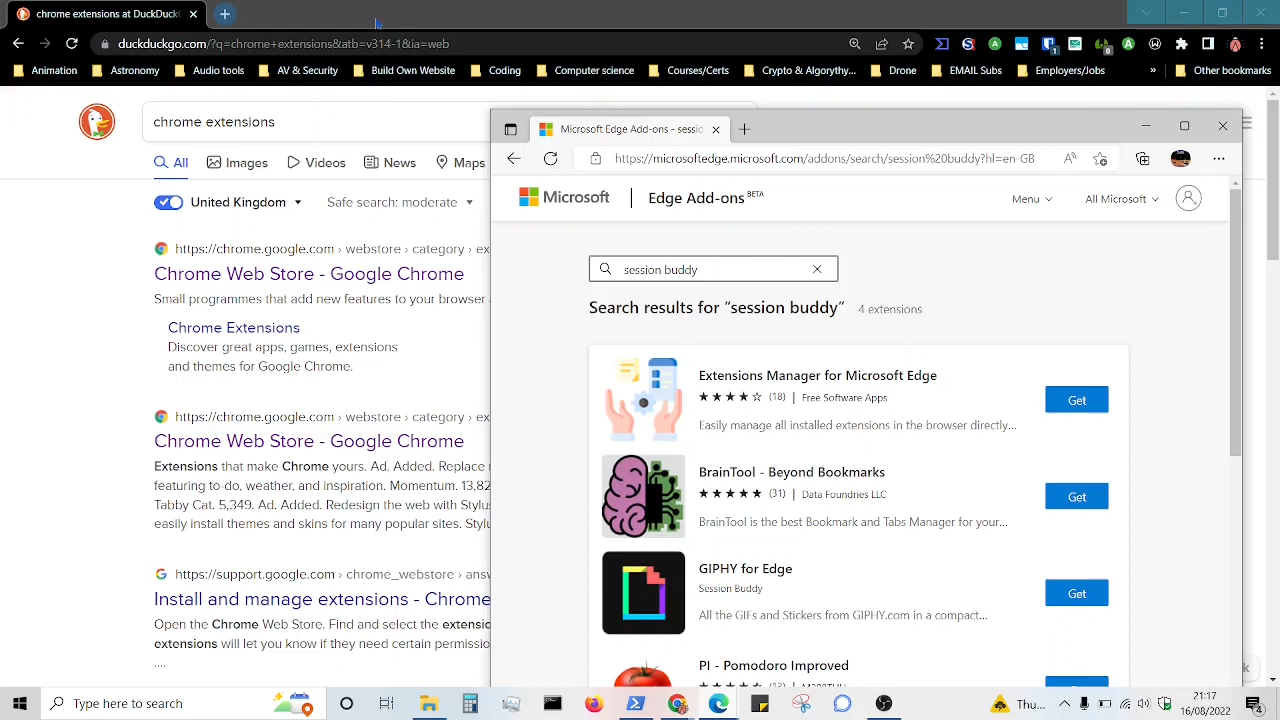 chrome extensions at DuckDuckG
duckduckgo.com/?q=chrome+extensions&atb=v314-1&ia=web
Animation
Astronomy
Audio tools
AV & Security
Build Own Website
Coding
Computer science
Courses/Certs
Crypto & Algorythy...
Drone
EMAIL Subs
Employers/Jobs
»
Other bookmarks
chrome extensions
All
Images
Videos
News
Maps
United Kingdom
Safe search: moderate
https://chrome.google.com › webstore › category › ex
Chrome Web Store - Google Chrome
Small programmes that add new features to your browser
Chrome Extensions
Discover great apps, games, extensions
and themes for Google Chrome.
https://chrome.google.com › webstore › category › ex
Chrome Web Store - Google Chrome
Extensions that make Chrome yours. Ad. Added. Replace
featuring to-do, weather, and inspiration. Momentum. 13,82
Tabby Cat. 5,349. Ad. Added. Redesign the web with Stylus
easily install themes and skins for many popular sites. Stylu
https://support.google.com › chrome_webstore › answ
Install and manage extensions - Chrome
Open the Chrome Web Store. Find and select the extensio
extensions will let you know if they need certain permission
....
Microsoft Edge Add-ons - sessio
https://microsoftedge.microsoft.com/addons/search/session%20buddy?hl=en-GB
Microsoft
Edge Add-ons BETA
Menu
All Microsoft
session buddy
Search results for “session buddy” 4 extensions
Extensions Manager for Microsoft Edge
(18) | Free Software Apps
Easily manage all installed extensions in the browser directly...
Get
BrainTool - Beyond Bookmarks
(31) | Data Foundries LLC
BrainTool is the best Bookmark and Tabs Manager for your...
Get
GIPHY for Edge
Session Buddy
All the GIFs and Stickers from GIPHY.com in a compact...
Get
PI - Pomodoro Improved
Type here to search
Thu...
21:17
16/08/2022
4